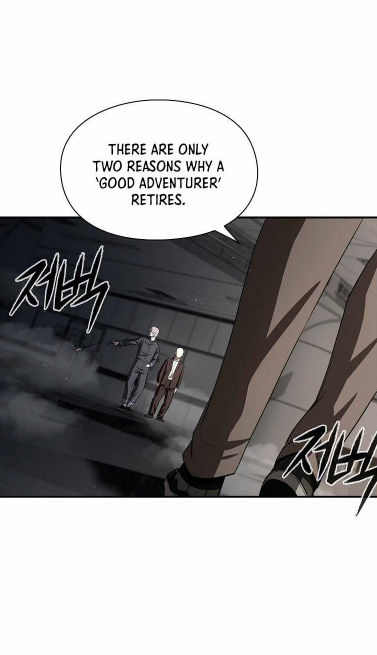 THERE ARE ONLY
TWO REASONS WHY A
'GOOD ADVENTURER'
RETIRES.
저벅
저벅